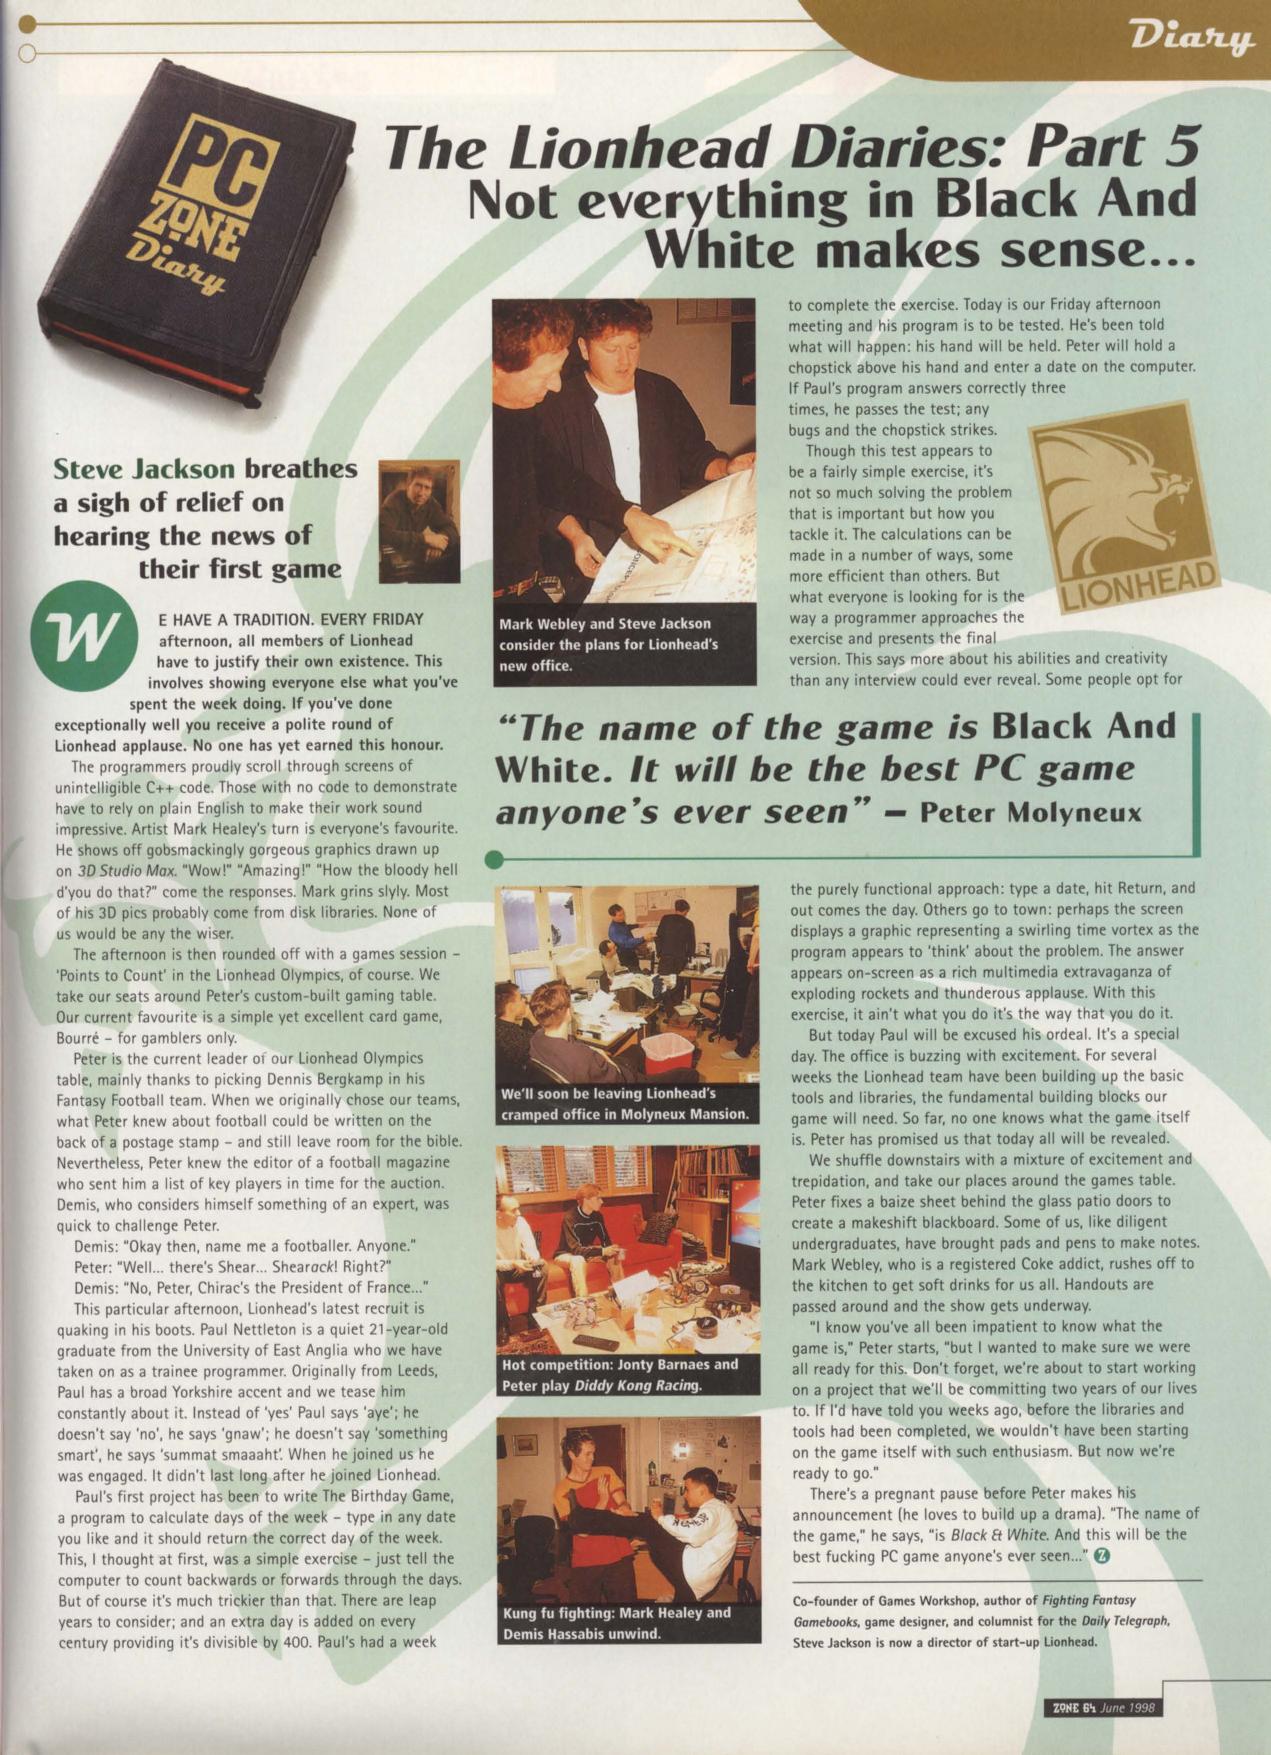 Diary
PC
ZONE
Diary
The Lionhead Diaries: Part 5
Not everything in Black And
White makes sense...
Steve Jackson breathes
a sigh of relief on
hearing the news of
their first game
WE HAVE A TRADITION. EVERY FRIDAY
afternoon, all members of Lionhead
have to justify their own existence. This
involves showing everyone else what you've
spent the week doing. If you've done
exceptionally well you receive a polite round of
Lionhead applause. No one has yet earned this honour.
The programmers proudly scroll through screens of
unintelligible C++ code. Those with no code to demonstrate
have to rely on plain English to make their work sound
impressive. Artist Mark Healey's turn is everyone's favourite.
He shows off gobsmackingly gorgeous graphics drawn up
on 3D Studio Max. "Wow!" "Amazing!" "How the bloody hell
d'you do that?" come the responses. Mark grins slyly. Most
of his 3D pics probably come from disk libraries. None of
us would be any the wiser.
The afternoon is then rounded off with a games session –
'Points to Count' in the Lionhead Olympics, of course. We
take our seats around Peter's custom-built gaming table.
Our current favourite is a simple yet excellent card game,
Bourré – for gamblers only.
Peter is the current leader of our Lionhead Olympics
table, mainly thanks to picking Dennis Bergkamp in his
Fantasy Football team. When we originally chose our teams,
what Peter knew about football could be written on the
back of a postage stamp – and still leave room for the bible.
Nevertheless, Peter knew the editor of a football magazine
who sent him a list of key players in time for the auction.
Demis, who considers himself something of an expert, was
quick to challenge Peter.
Demis: "Okay then, name me a footballer. Anyone."
Peter: "Well... there's Shear... Shearack! Right?"
Demis: "No, Peter, Chirac's the President of France..."
This particular afternoon, Lionhead's latest recruit is
quaking in his boots. Paul Nettleton is a quiet 21-year-old
graduate from the University of East Anglia who we have
taken on as a trainee programmer. Originally from Leeds,
Paul has a broad Yorkshire accent and we tease him
constantly about it. Instead of 'yes' Paul says 'aye'; he
doesn't say 'no', he says 'gnaw'; he doesn't say 'something
smart', he says 'summat smaaaht'. When he joined us he
was engaged. It didn't last long after he joined Lionhead.
Paul's first project has been to write The Birthday Game,
a program to calculate days of the week – type in any date
you like and it should return the correct day of the week.
This, I thought at first, was a simple exercise – just tell the
computer to count backwards or forwards through the days.
But of course it's much trickier than that. There are leap
years to consider; and an extra day is added on every
century providing it's divisible by 400. Paul's had a week
Mark Webley and Steve Jackson
consider the plans for Lionhead's
new office.
to complete the exercise. Today is our Friday afternoon
meeting and his program is to be tested. He's been told
what will happen: his hand will be held. Peter will hold a
chopstick above his hand and enter a date on the computer.
If Paul's program answers correctly three
times, he passes the test; any
bugs and the chopstick strikes.
Though this test appears to
be a fairly simple exercise, it's
not so much solving the problem
that is important but how you
tackle it. The calculations can be
made in a number of ways, some
more efficient than others. But
what everyone is looking for is the
way a programmer approaches the
exercise and presents the final
version. This says more about his abilities and creativity
than any interview could ever reveal. Some people opt for
LIONHEAD
"The name of the game is Black And
White. It will be the best PC game
anyone's ever seen" – Peter Molyneux
We'll soon be leaving Lionhead's
cramped office in Molyneux Mansion.
Hot competition: Jonty Barnaes and
Peter play Diddy Kong Racing.
Kung fu fighting: Mark Healey and
Demis Hassabis unwind.
the purely functional approach: type a date, hit Return, and
out comes the day. Others go to town: perhaps the screen
displays a graphic representing a swirling time vortex as the
program appears to 'think' about the problem. The answer
appears on-screen as a rich multimedia extravaganza of
exploding rockets and thunderous applause. With this
exercise, it ain't what you do it's the way that you do it.
But today Paul will be excused his ordeal. It's a special
day. The office is buzzing with excitement. For several
weeks the Lionhead team have been building up the basic
tools and libraries, the fundamental building blocks our
game will need. So far, no one knows what the game itself
is. Peter has promised us that today all will be revealed.
We shuffle downstairs with a mixture of excitement and
trepidation, and take our places around the games table.
Peter fixes a baize sheet behind the glass patio doors to
create a makeshift blackboard. Some of us, like diligent
undergraduates, have brought pads and pens to make notes.
Mark Webley, who is a registered Coke addict, rushes off to
the kitchen to get soft drinks for us all. Handouts are
passed around and the show gets underway.
"I know you've all been impatient to know what the
game is," Peter starts, "but I wanted to make sure we were
all ready for this. Don't forget, we're about to start working
on a project that we'll be committing two years of our lives
to. If I'd have told you weeks ago, before the libraries and
tools had been completed, we wouldn't have been starting
on the game itself with such enthusiasm. But now we're
ready to go."
There's a pregnant pause before Peter makes his
announcement (he loves to build up a drama). "The name of
the game," he says, "is Black & White. And this will be the
best fucking PC game anyone's ever seen..." Z
Co-founder of Games Workshop, author of Fighting Fantasy
Gamebooks, game designer, and columnist for the Daily Telegraph,
Steve Jackson is now a director of start-up Lionhead.
ZONE 64 June 1998